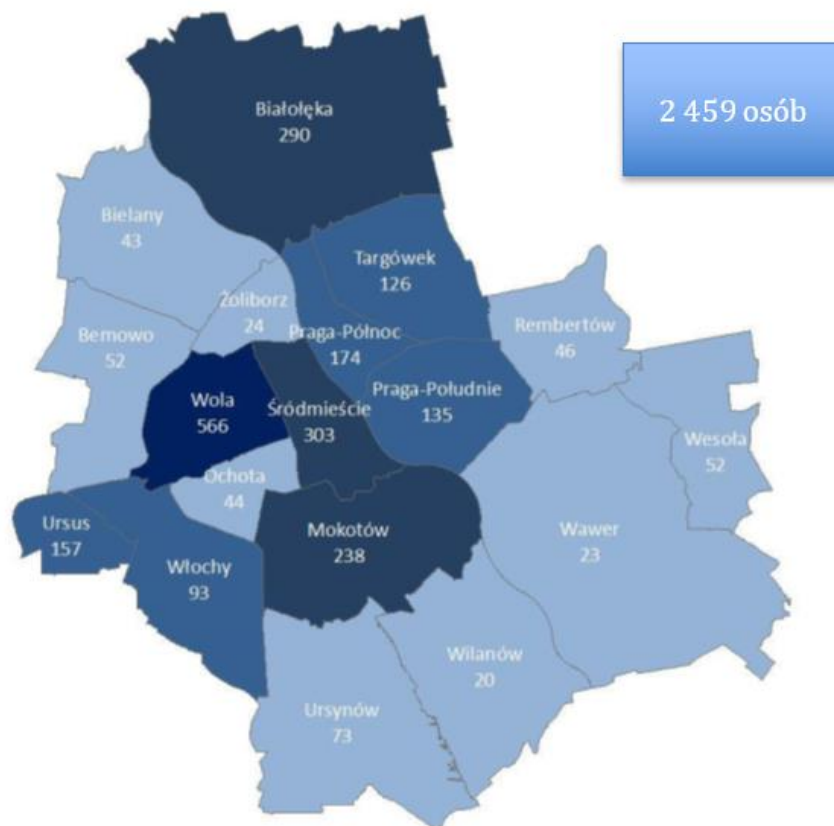 2 459 osób
Białołęka
290
Bielany
43
Targówek
126
Żoliborz
24
Praga-Północ
174
Rembertów
46
Bemowo
52
Praga-Południe
135
Wola
566
Śródmieście
303
Wesoła
52
Ochota
44
Ursus
157
Mokotów
238
Wawer
23
Włochy
93
Wilanów
20
Ursynów
73